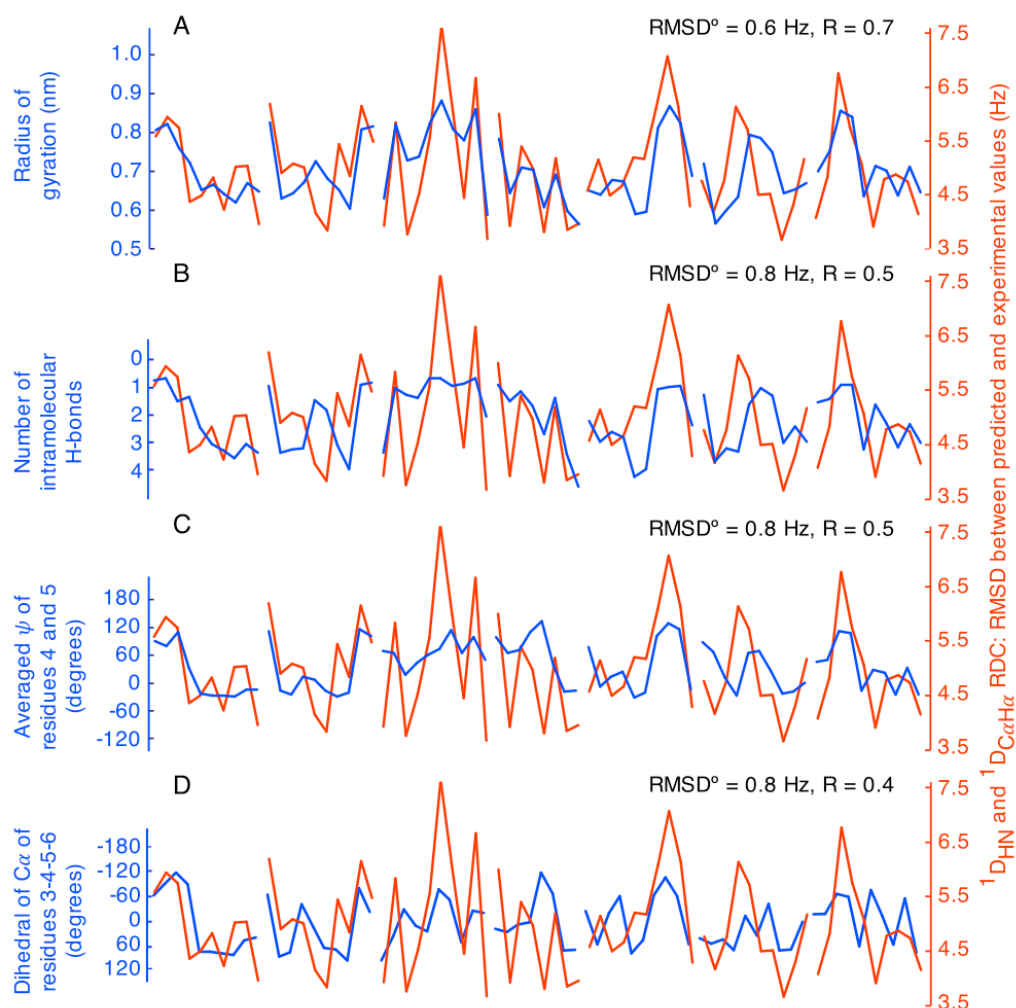 A
RMSDº = 0.6 Hz, R = 0.7
Radius of
gyration (nm)
1.0
0.9
0.8
0.7
0.6
0.5
7.5
6.5
5.5
4.5
3.5
B
RMSDº = 0.8 Hz, R = 0.5
Number of
intramolecular
H-bonds
0
1
2
3
4
7.5
6.5
5.5
4.5
3.5
C
RMSDº = 0.8 Hz, R = 0.5
Averaged ψ of
residues 4 and 5
(degrees)
180
120
60
0
-60
-120
7.5
6.5
5.5
4.5
3.5
D
RMSDº = 0.8 Hz, R = 0.4
Dihedral of Cα of
residues 3-4-5-6
(degrees)
-180
-120
-60
0
60
120
7.5
6.5
5.5
4.5
3.5
¹D_HN and ¹D_CαHα RDC: RMSD between predicted and experimental values (Hz)